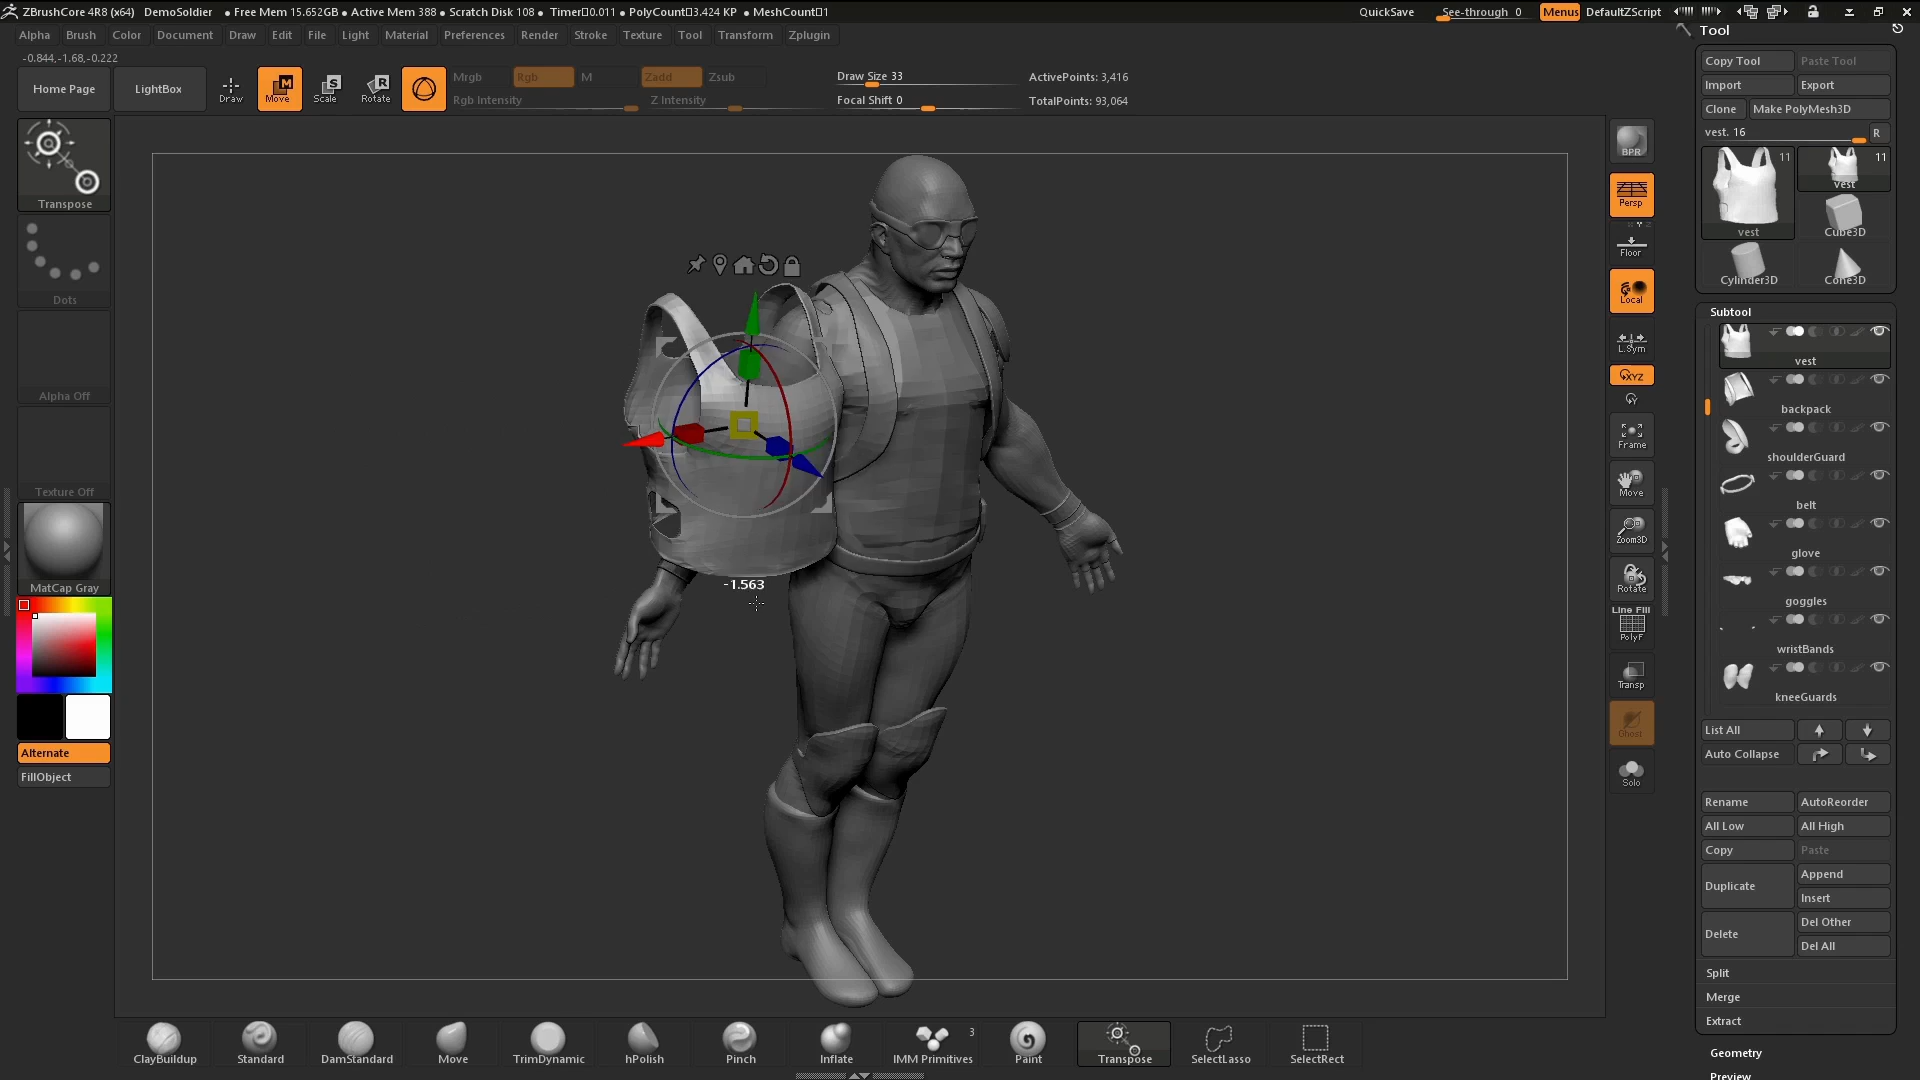 ZBrushCore 4R8 (x64) DemoSoldier ● Free Mem 15.652GB ● Active Mem 388 ● Scratch Disk 108 ● Timer▯0.011 ● PolyCount▯3.424 KP ● MeshCount▯1 QuickSave See-through 0 Menus DefaultZScript
Alpha Brush Color Document Draw Edit File Light Material Movie Preferences Render Stroke Texture Tool Transform Zplugin
Tool
-0.844,-1.68,-0.222
Home Page
LightBox
Draw
Move
Scale
Rotate
Mrgb Rgb M Zadd Zsub
Rgb Intensity Z Intensity
Draw Size 33
Focal Shift 0
ActivePoints: 3,416
TotalPoints: 93,064
Transpose
Dots
Alpha Off
Texture Off
MatCap Gray
Alternate
FillObject
-1.563
BPR
Persp
Floor
Local
L.Sym
XYZ
Frame
Move
Zoom3D
Rotate
Line Fill
PolyF
Transp
Ghost
Solo
Copy Tool Paste Tool
Import Export
Clone Make PolyMesh3D
vest. 16 R
11 11
vest
vest
Cube3D
Cylinder3D Cone3D
Subtool
vest
backpack
shoulderGuard
belt
glove
goggles
wristBands
kneeGuards
List All
Auto Collapse
Rename AutoReorder
All Low All High
Copy Paste
Duplicate Append
Insert
Delete Del Other
Del All
Split
Merge
Extract
Geometry
Preview
ClayBuildup Standard DamStandard Move TrimDynamic hPolish Pinch Inflate IMM Primitives 3 Paint Transpose SelectLasso SelectRect